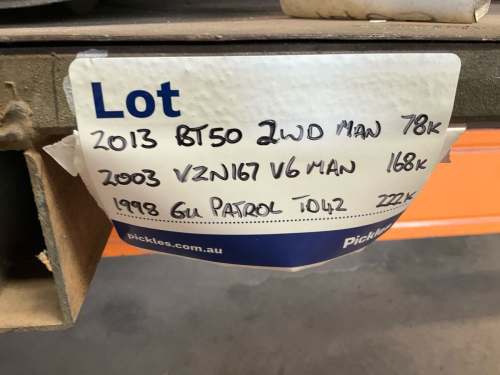 Lot
2013 BT50 2WD MAN 78K
2003 VZN167 V6 MAN 168K
1998 GU PATROL TD42 222K
pickles.com.au Pickles